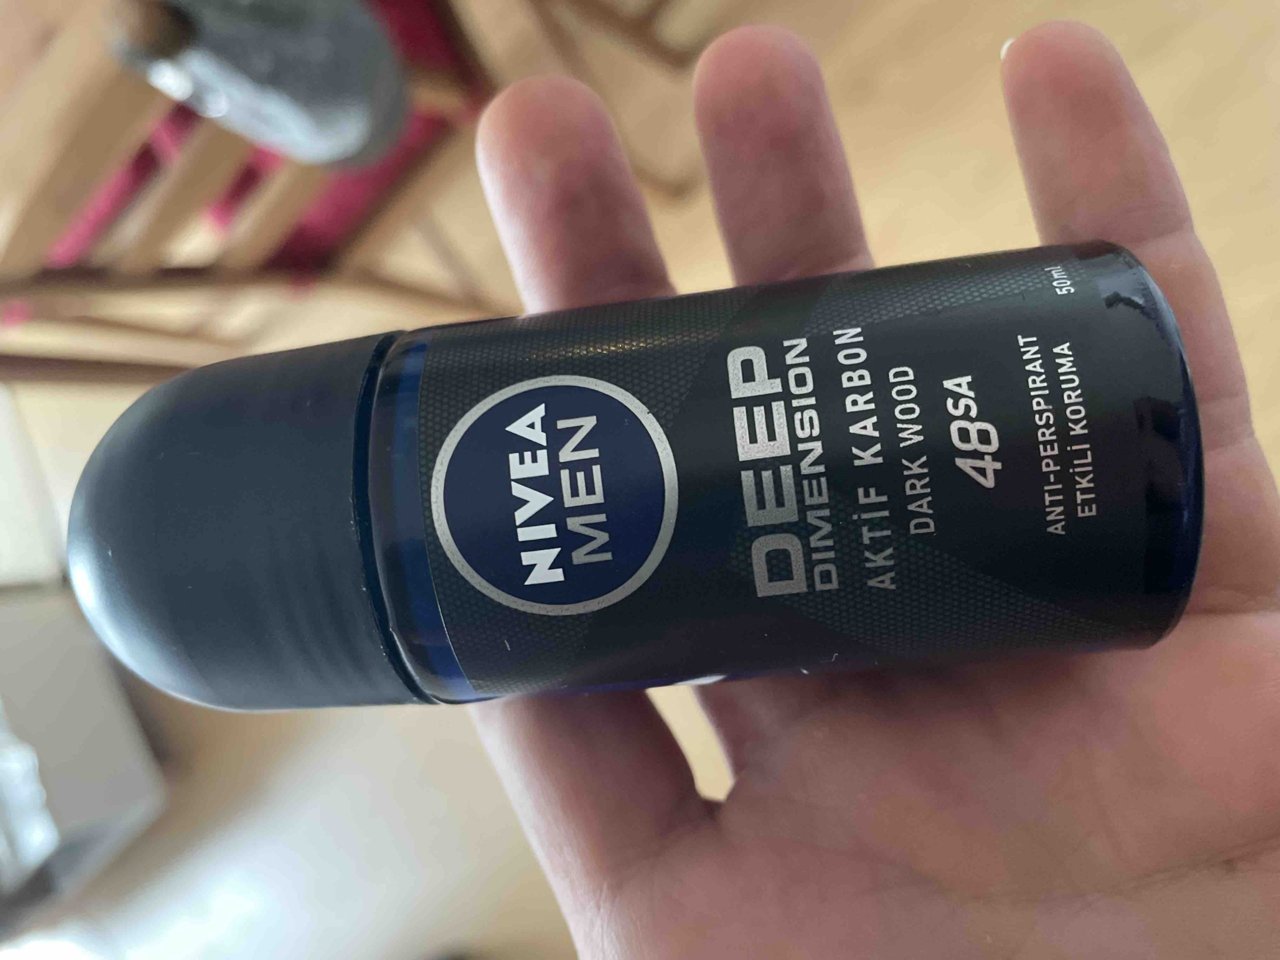 NIVEA
MEN
DEEP
DIMENSION
AKTİF KARBON
DARK WOOD
48SA
ANTI-PERSPIRANT
ETKİLİ KORUMA
50ml